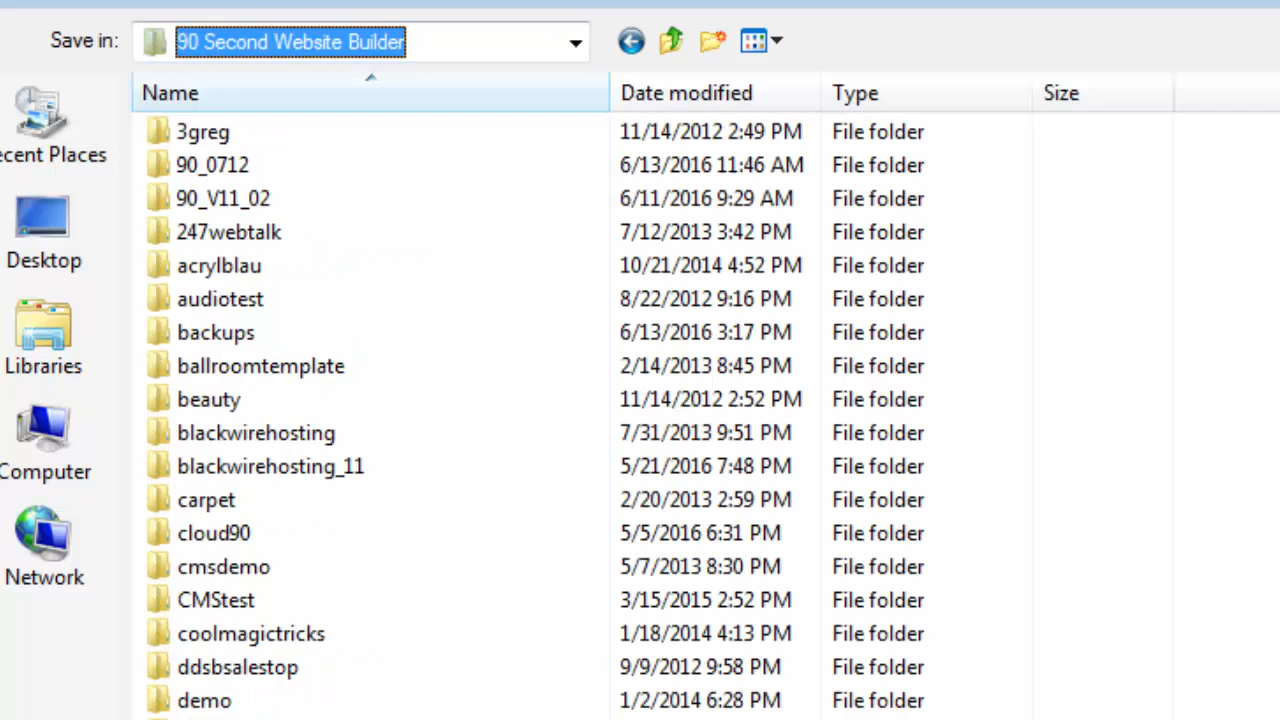 Save in: 90 Second Website Builder
Name Date modified Type Size
3greg 11/14/2012 2:49 PM File folder
90_0712 6/13/2016 11:46 AM File folder
90_V11_02 6/11/2016 9:29 AM File folder
247webtalk 7/12/2013 3:42 PM File folder
acrylblau 10/21/2014 4:52 PM File folder
audiotest 8/22/2012 9:16 PM File folder
backups 6/13/2016 3:17 PM File folder
ballroomtemplate 2/14/2013 8:45 PM File folder
beauty 11/14/2012 2:52 PM File folder
blackwirehosting 7/31/2013 9:51 PM File folder
blackwirehosting_11 5/21/2016 7:48 PM File folder
carpet 2/20/2013 2:59 PM File folder
cloud90 5/5/2016 6:31 PM File folder
cmsdemo 5/7/2013 8:30 PM File folder
CMStest 3/15/2015 2:52 PM File folder
coolmagictricks 1/18/2014 4:13 PM File folder
ddsbsalestop 9/9/2012 9:58 PM File folder
demo 1/2/2014 6:28 PM File folder
ecent Places
Desktop
Libraries
Computer
Network